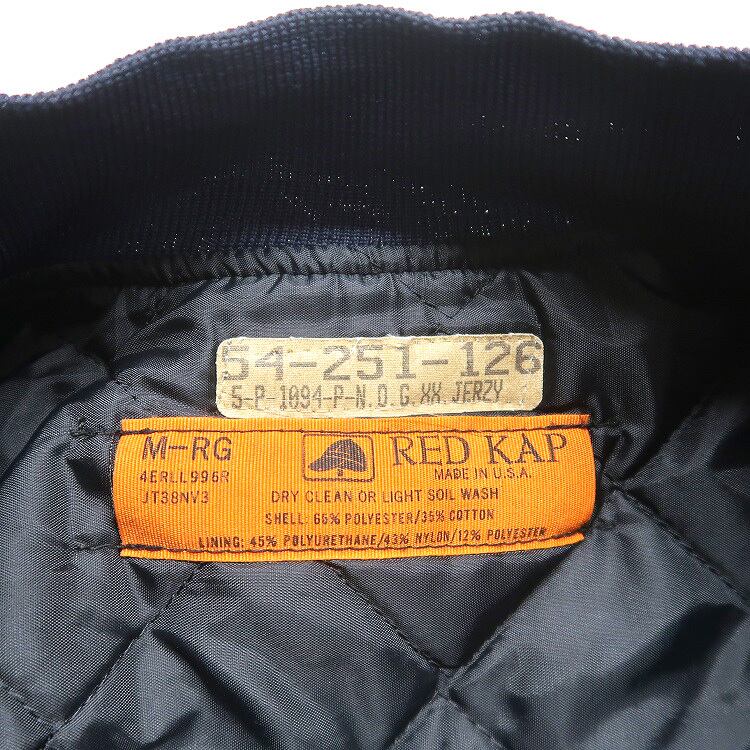 54-251-126
5-P-1094-P-N.D.G.XX.JERZY
M-RG
4ERLL996R
JT38NV3
RED KAP
MADE IN U.S.A.
DRY CLEAN OR LIGHT SOIL WASH
SHELL: 65% POLYESTER/35% COTTON
LINING: 45% POLYURETHANE/43% NYLON/12% POLYESTER